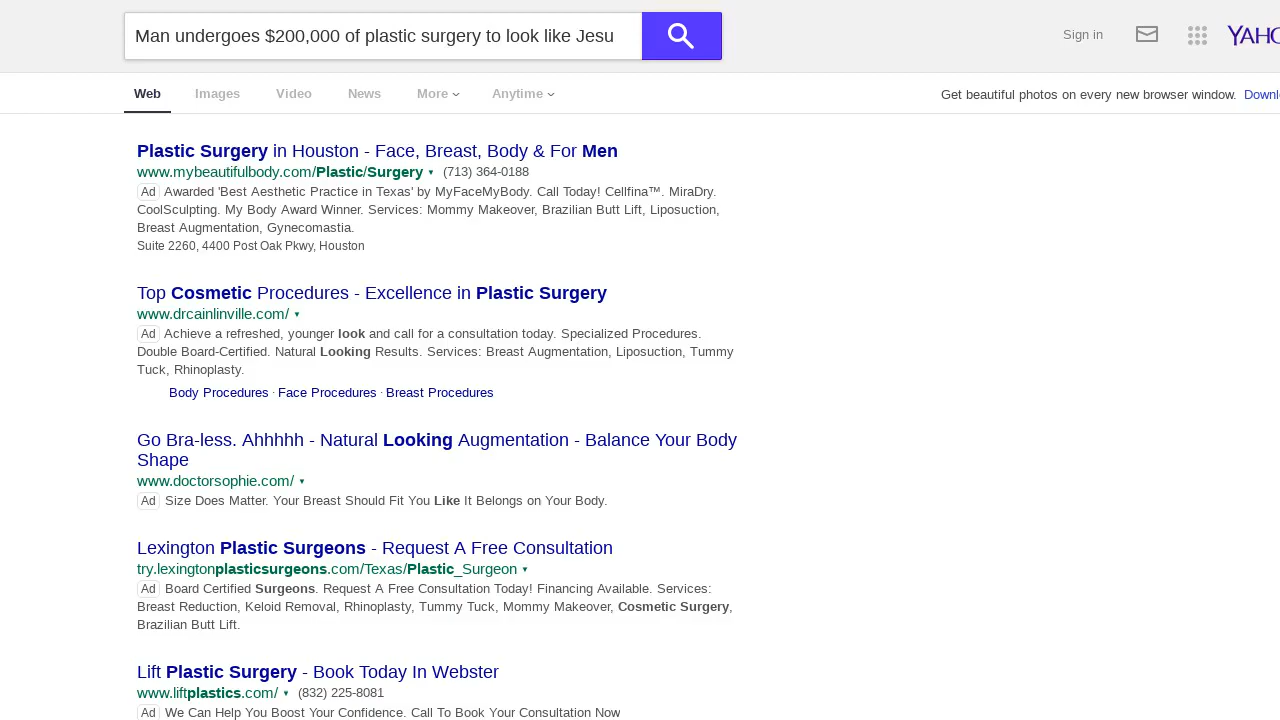 Man undergoes $200,000 of plastic surgery to look like Jesu
Sign in
Web
Images
Video
News
More
Anytime
Get beautiful photos on every new browser window.
Plastic Surgery in Houston - Face, Breast, Body & For Men
www.mybeautifulbody.com/Plastic/Surgery (713) 364-0188
Ad Awarded 'Best Aesthetic Practice in Texas' by MyFaceMyBody. Call Today! Cellfina™. MiraDry.
CoolSculpting. My Body Award Winner. Services: Mommy Makeover, Brazilian Butt Lift, Liposuction,
Breast Augmentation, Gynecomastia.
Suite 2260, 4400 Post Oak Pkwy, Houston
Top Cosmetic Procedures - Excellence in Plastic Surgery
www.drcainlinville.com/
Ad Achieve a refreshed, younger look and call for a consultation today. Specialized Procedures.
Double Board-Certified. Natural Looking Results. Services: Breast Augmentation, Liposuction, Tummy
Tuck, Rhinoplasty.
Body Procedures · Face Procedures · Breast Procedures
Go Bra-less. Ahhhhh - Natural Looking Augmentation - Balance Your Body
Shape
www.doctorsophie.com/
Ad Size Does Matter. Your Breast Should Fit You Like It Belongs on Your Body.
Lexington Plastic Surgeons - Request A Free Consultation
try.lexingtonplasticsurgeons.com/Texas/Plastic_Surgeon
Ad Board Certified Surgeons. Request A Free Consultation Today! Financing Available. Services:
Breast Reduction, Keloid Removal, Rhinoplasty, Tummy Tuck, Mommy Makeover, Cosmetic Surgery,
Brazilian Butt Lift.
Lift Plastic Surgery - Book Today In Webster
www.liftplastics.com/ (832) 225-8081
Ad We Can Help You Boost Your Confidence. Call To Book Your Consultation Now